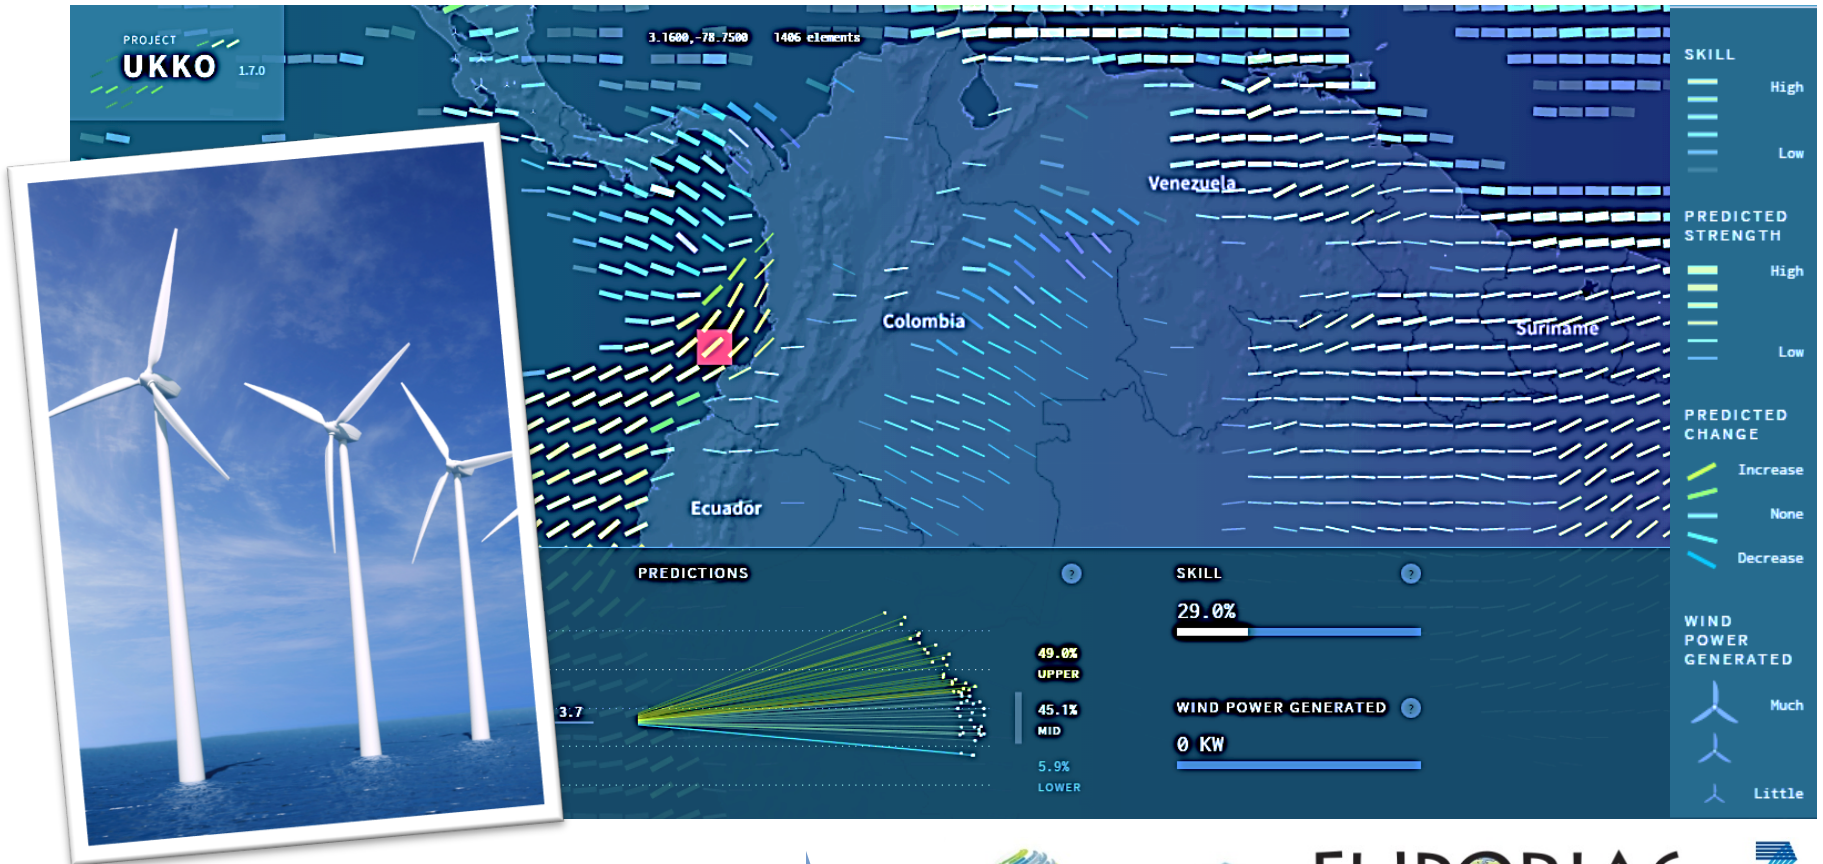 PROJECT
UKKO 1.7.0
3.1600,-78.7500 1406 elements
Venezuela
Colombia
Suriname
Ecuador
SKILL
High
Low
PREDICTED
STRENGTH
High
Low
PREDICTED
CHANGE
Increase
None
Decrease
WIND
POWER
GENERATED
Much
Little
PREDICTIONS ?
3.7
49.0%
UPPER
45.1%
MID
5.9%
LOWER
SKILL ?
29.0%
WIND POWER GENERATED ?
0 KW